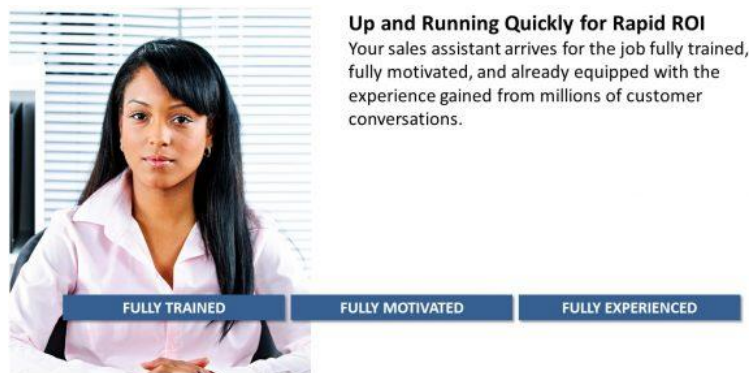 Up and Running Quickly for Rapid ROI
Your sales assistant arrives for the job fully trained,
fully motivated, and already equipped with the
experience gained from millions of customer
conversations.
FULLY TRAINED
FULLY MOTIVATED
FULLY EXPERIENCED